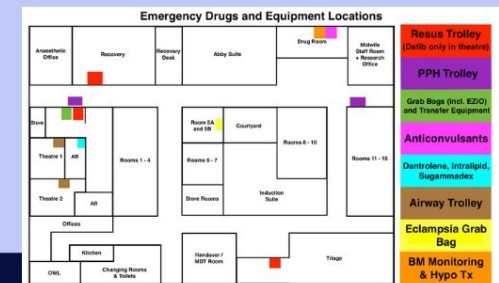 Emergency Drugs and Equipment Locations
Anaesthetic
Office
Recovery
Recovery
Desk
Abby Suite
Drug Room
Midwife
Staff Room
+ Research
Office
Store
Theatre 1
AR
Theatre 2
AR
Rooms 1 - 4
Room 5A
and 5B
Courtyard
Rooms 8 - 10
Rooms 6 - 7
Store Rooms
Induction
Suite
Rooms 11 - 15
Offices
Kitchen
OWL
Changing Rooms
& Toilets
Handover /
MDT Room
Triage
Resus Trolley
(Defib only in theatre)
PPH Trolley
Grab Bags (incl. EZIO)
and Transfer Equipment
Anticonvulsants
Dantrolene, Intralipid,
Sugammadex
Airway Trolley
Eclampsia Grab
Bag
BM Monitoring
& Hypo Tx